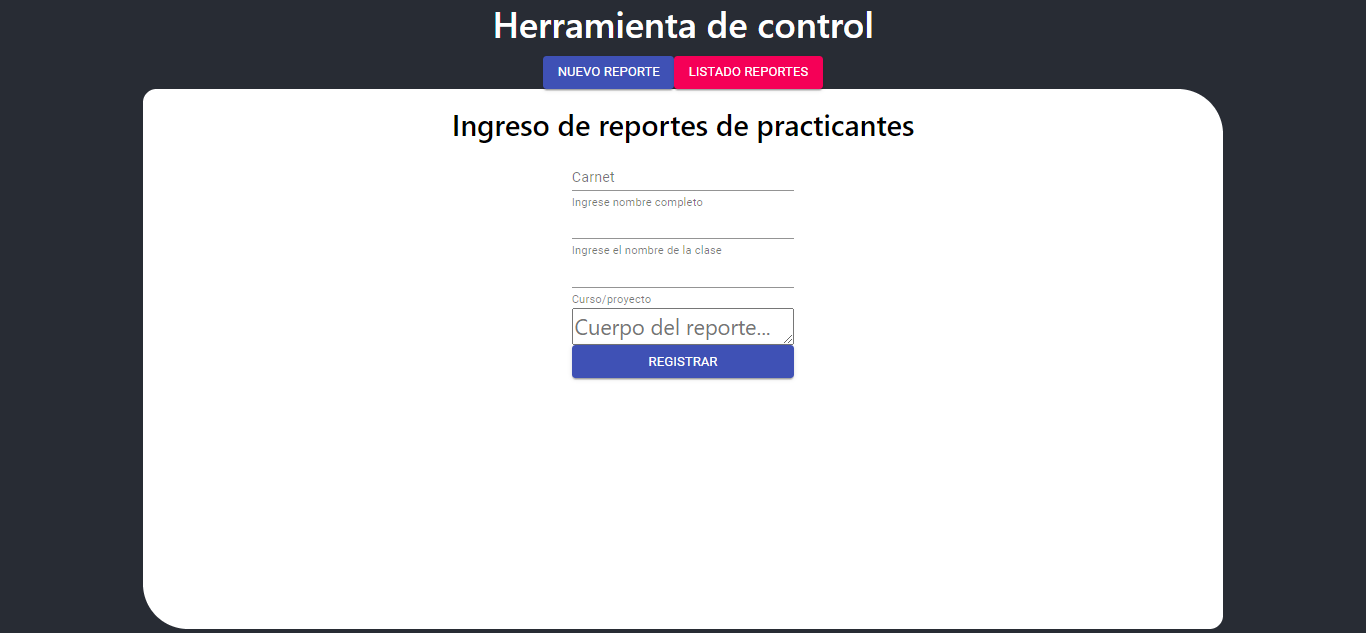 Herramienta de control
NUEVO REPORTE LISTADO REPORTES
Ingreso de reportes de practicantes
Carnet
Ingrese nombre completo
Ingrese el nombre de la clase
Curso/proyecto
Cuerpo del reporte...
REGISTRAR